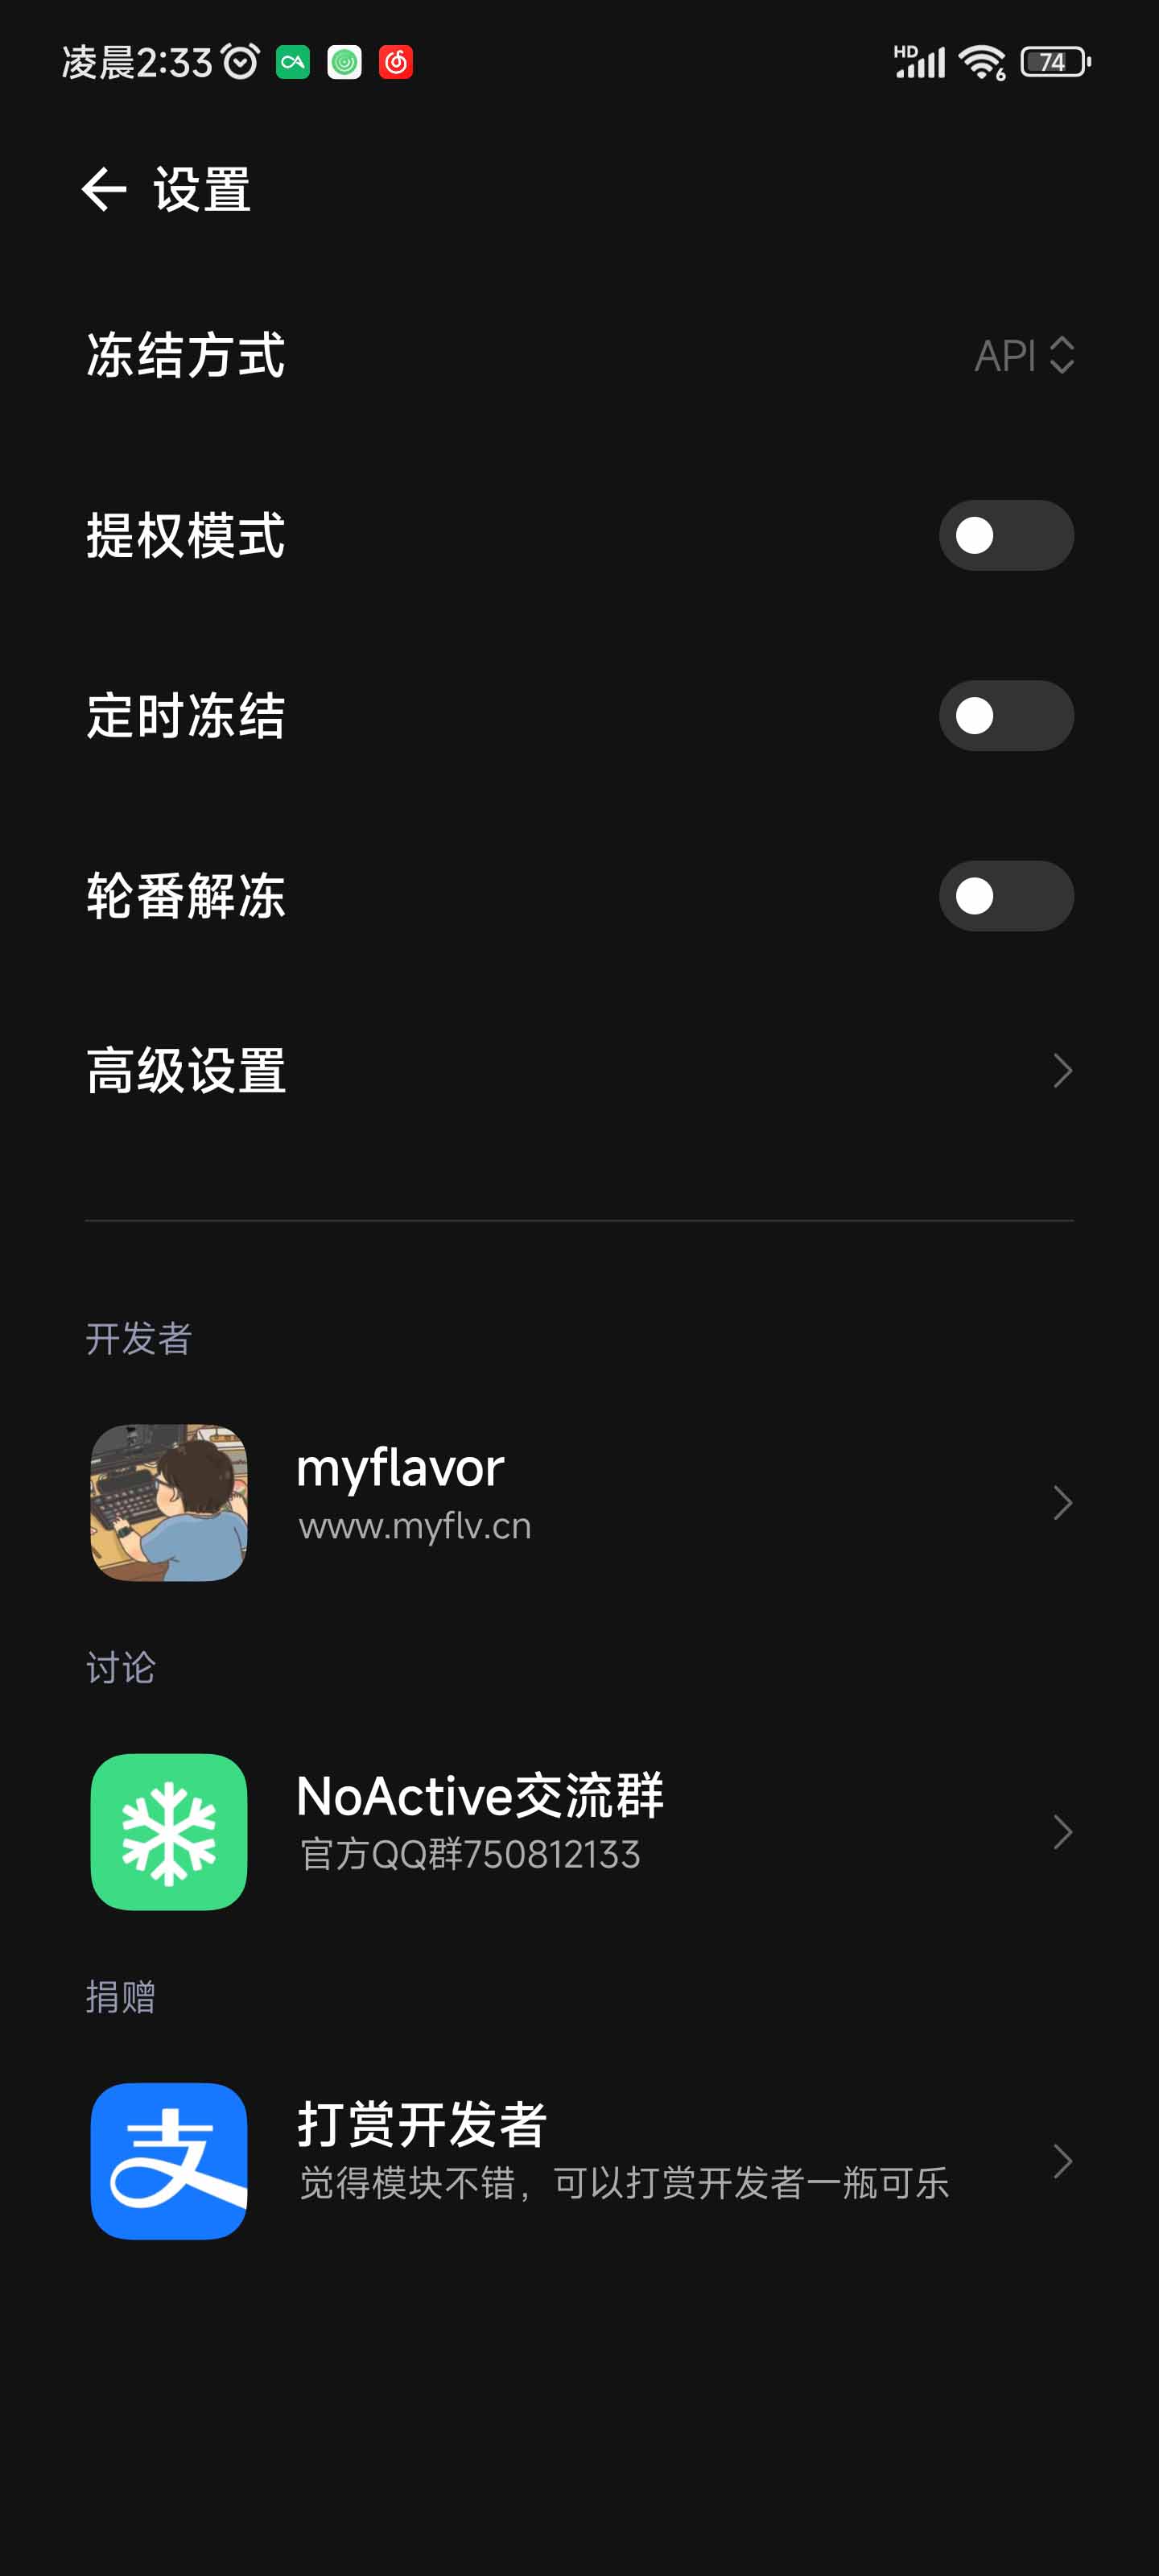 凌晨2:33
HD 6 74
设置
冻结方式 API
提权模式
定时冻结
轮番解冻
高级设置
开发者
myflavor
www.myflv.cn
讨论
NoActive交流群
官方QQ群750812133
捐赠
支
打赏开发者
觉得模块不错，可以打赏开发者一瓶可乐